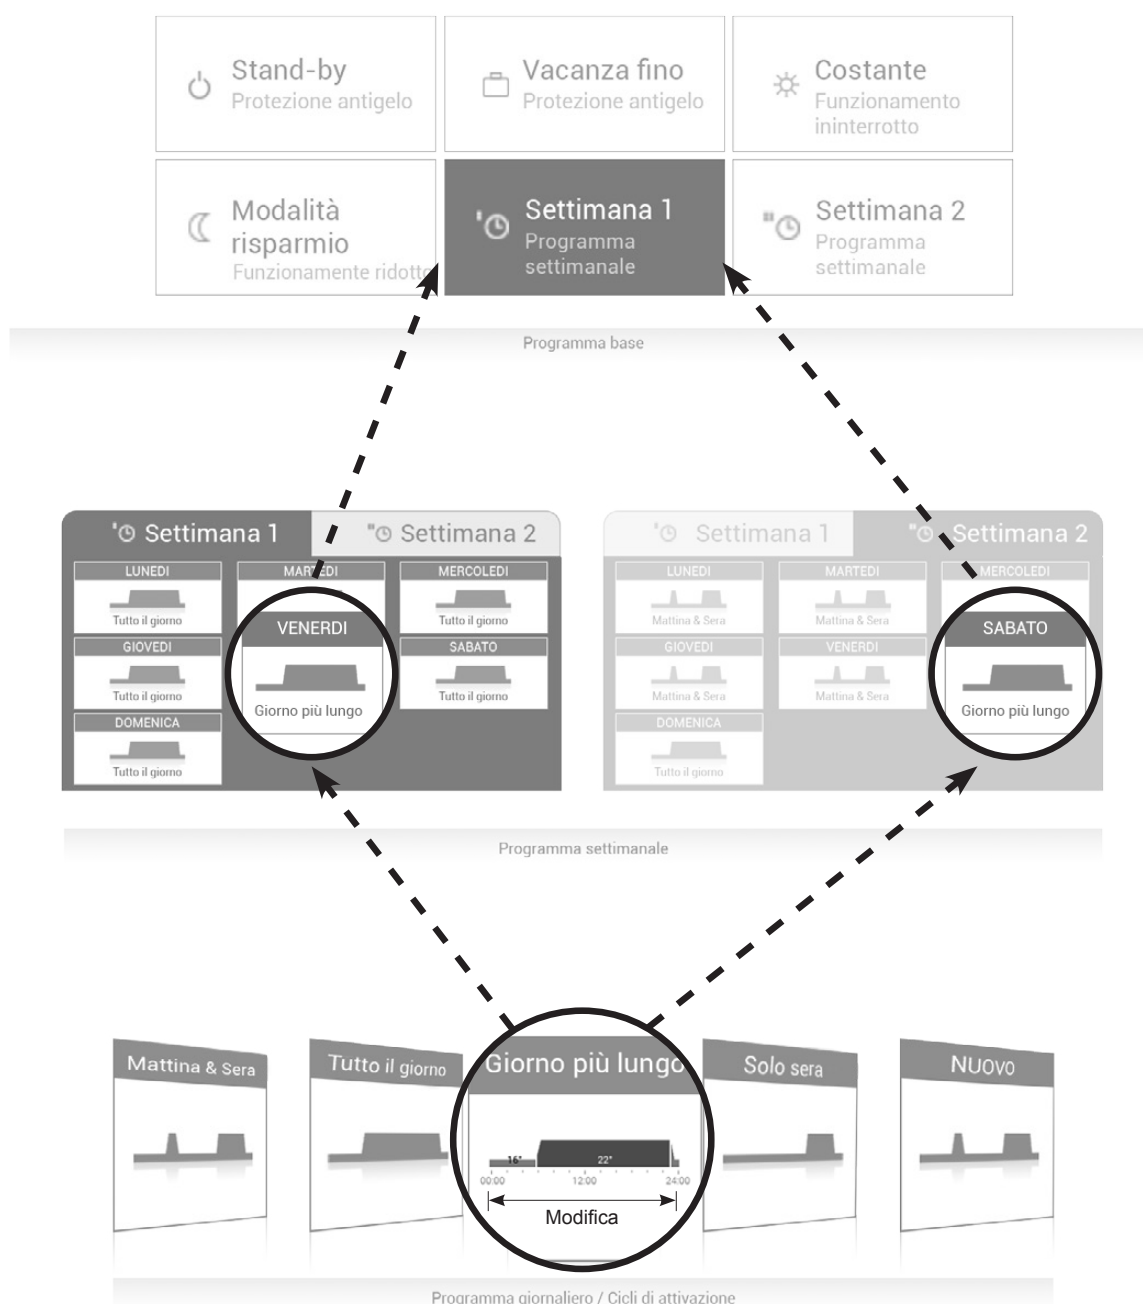 Stand-by
Protezione antigelo
Vacanza fino
Protezione antigelo
Costante
Funzionamento
ininterrotto
Modalità
risparmio
Funzionamente ridotto
Settimana 1
Programma
settimanale
Settimana 2
Programma
settimanale
Programma base
Settimana 1
Settimana 2
LUNEDI
MARTEDI
MERCOLEDI
Tutto il giorno
Tutto il giorno
VENERDI
GIOVEDI
SABATO
Tutto il giorno
Giorno più lungo
Tutto il giorno
DOMENICA
Tutto il giorno
Settimana 1
Settimana 2
LUNEDI
MARTEDI
MERCOLEDI
Mattina & Sera
Mattina & Sera
SABATO
GIOVEDI
VENERDI
Mattina & Sera
Mattina & Sera
Giorno più lungo
DOMENICA
Tutto il giorno
Programma settimanale
Mattina & Sera
Tutto il giorno
Giorno più lungo
Solo sera
NUOVO
16°
22°
00:00
12:00
24:00
Modifica
Programma giornaliero / Cicli di attivazione